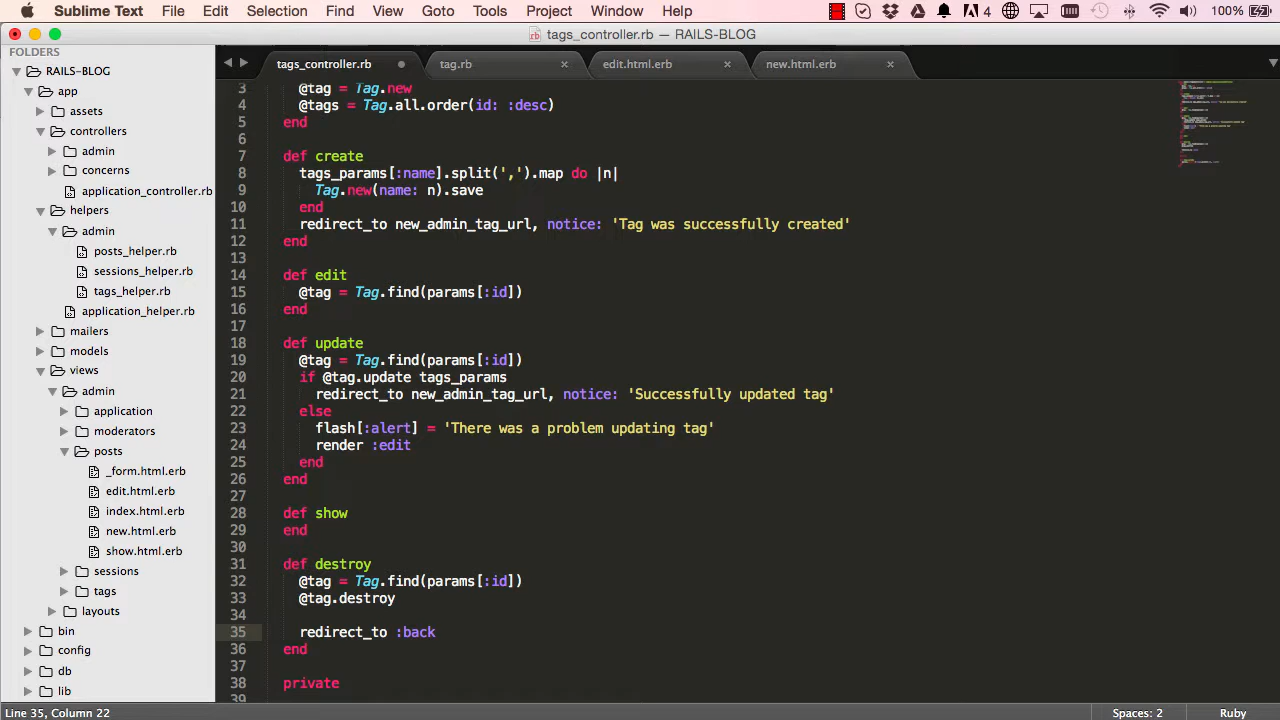 Sublime Text File Edit Selection Find View Goto Tools Project Window Help 4 100%
tags_controller.rb — RAILS-BLOG
FOLDERS
RAILS-BLOG
app
assets
controllers
admin
concerns
application_controller.rb
helpers
admin
posts_helper.rb
sessions_helper.rb
tags_helper.rb
application_helper.rb
mailers
models
views
admin
application
moderators
posts
_form.html.erb
edit.html.erb
index.html.erb
new.html.erb
show.html.erb
sessions
tags
layouts
bin
config
db
lib
tags_controller.rb tag.rb edit.html.erb new.html.erb
3 @tag = Tag.new
4 @tags = Tag.all.order(id: :desc)
5 end
6
7 def create
8 tags_params[:name].split(',').map do |n|
9 Tag.new(name: n).save
10 end
11 redirect_to new_admin_tag_url, notice: 'Tag was successfully created'
12 end
13
14 def edit
15 @tag = Tag.find(params[:id])
16 end
17
18 def update
19 @tag = Tag.find(params[:id])
20 if @tag.update tags_params
21 redirect_to new_admin_tag_url, notice: 'Successfully updated tag'
22 else
23 flash[:alert] = 'There was a problem updating tag'
24 render :edit
25 end
26 end
27
28 def show
29 end
30
31 def destroy
32 @tag = Tag.find(params[:id])
33 @tag.destroy
34
35 redirect_to :back
36 end
37
38 private
39
Line 35, Column 22 Spaces: 2 Ruby